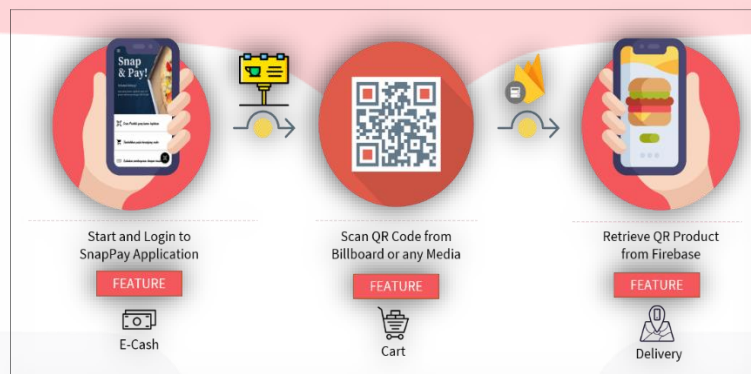 Snap
& Pay!
Start and Login to
SnapPay Application
FEATURE
E-Cash
Scan QR Code from
Billboard or any Media
FEATURE
Cart
Retrieve QR Product
from Firebase
FEATURE
Delivery